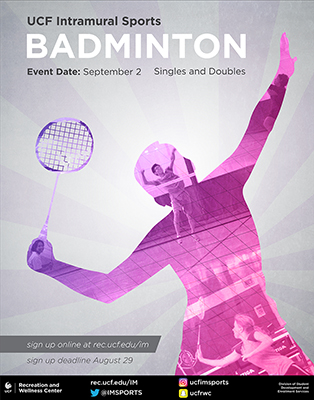 UCF Intramural Sports
BADMINTON
Event Date: September 2 Singles and Doubles
sign up online at rec.ucf.edu/im
sign up deadline August 29
UCF
Recreation and
Wellness Center
rec.ucf.edu/IM
@IMSPORTS
ucfimsports
ucfrwc
Division of Student
Development and
Enrollment Services